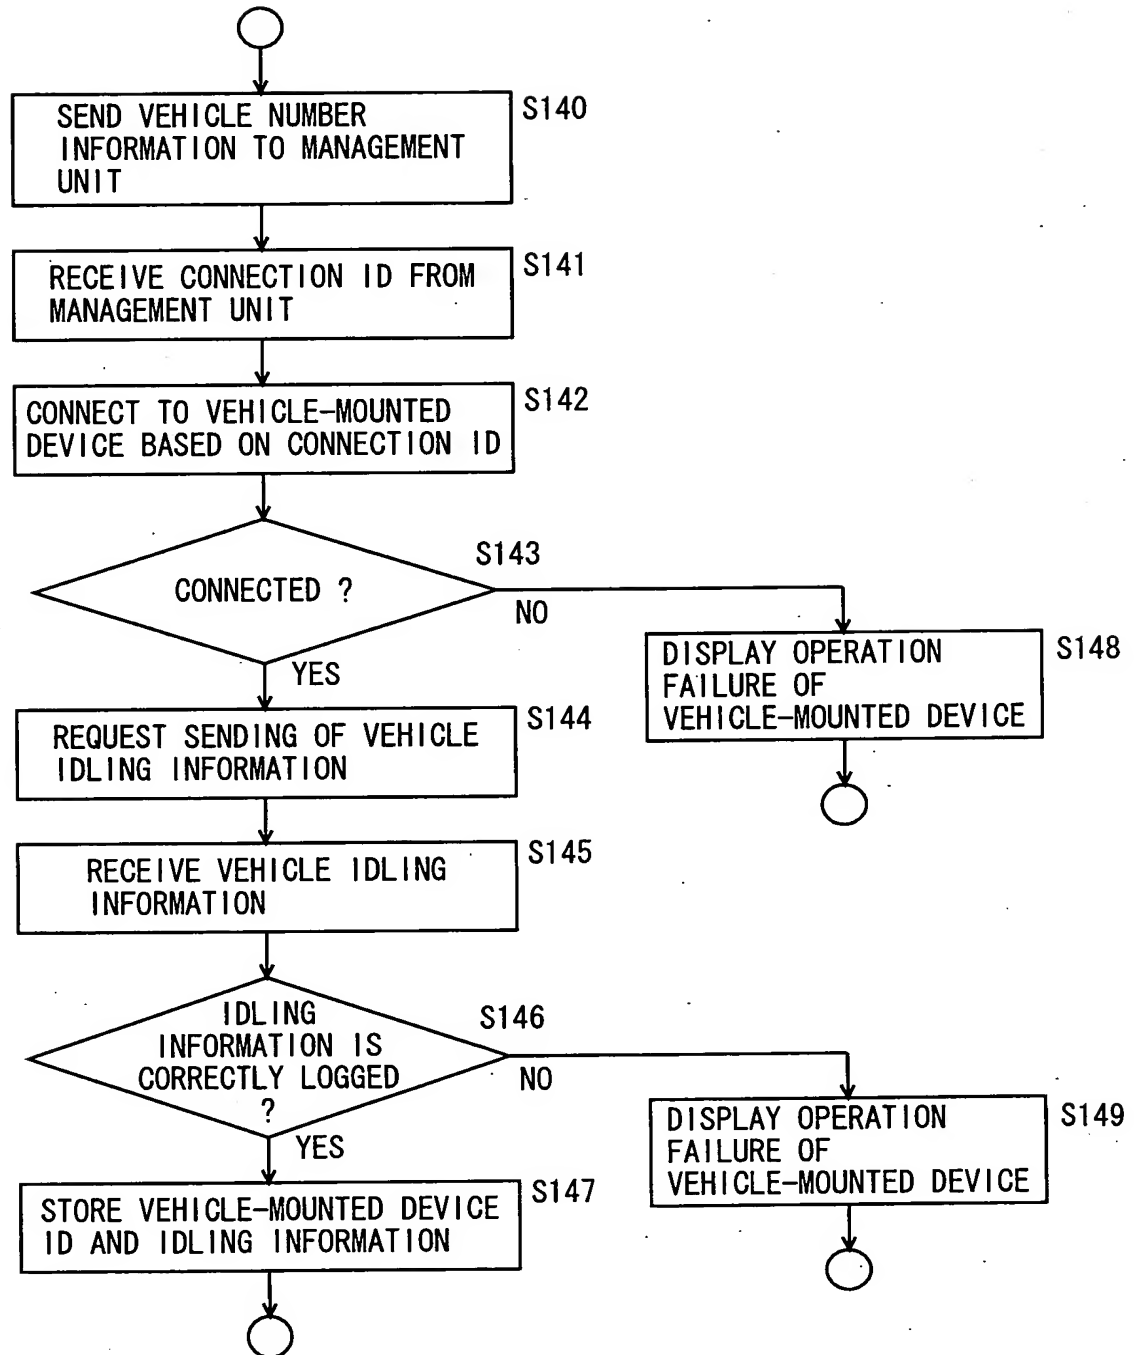 SEND VEHICLE NUMBER
INFORMATION TO MANAGEMENT
UNIT
S140
RECEIVE CONNECTION ID FROM
MANAGEMENT UNIT
S141
CONNECT TO VEHICLE-MOUNTED
DEVICE BASED ON CONNECTION ID
S142
CONNECTED ?
S143
NO
YES
DISPLAY OPERATION
FAILURE OF
VEHICLE-MOUNTED DEVICE
S148
REQUEST SENDING OF VEHICLE
IDLING INFORMATION
S144
RECEIVE VEHICLE IDLING
INFORMATION
S145
IDLING
INFORMATION IS
CORRECTLY LOGGED
?
S146
NO
YES
DISPLAY OPERATION
FAILURE OF
VEHICLE-MOUNTED DEVICE
S149
STORE VEHICLE-MOUNTED DEVICE
ID AND IDLING INFORMATION
S147